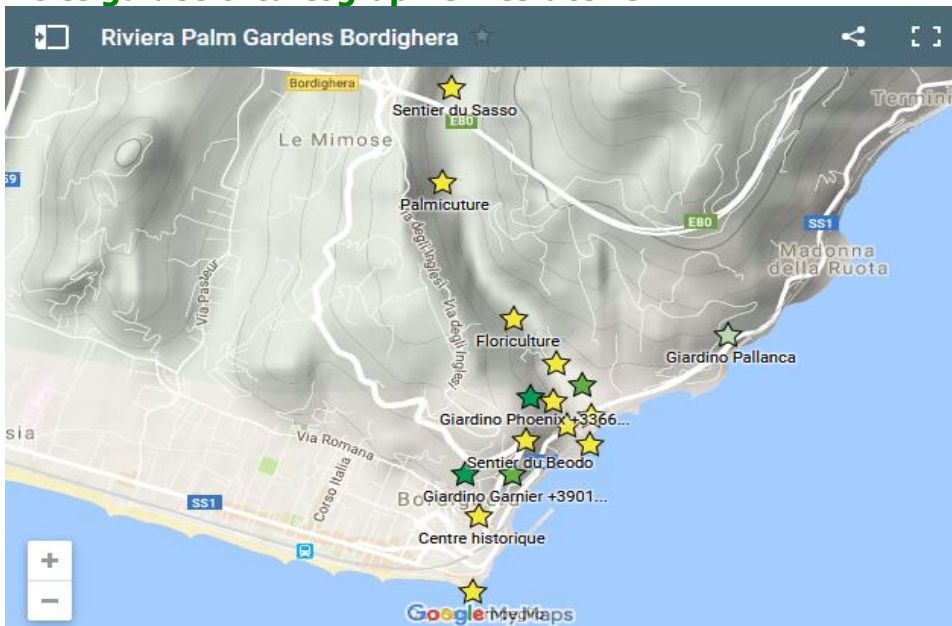 Riviera Palm Gardens Bordighera
Bordighera
Sentier du Sasso
E80
Termini
Le Mimose
59
Palmicuture
Via degli Inglesi
E80
SS1
Madonna
della Ruota
Via Pasteur
Via degli Inglesi
Floriculture
Giardino Pallanca
Giardino Phoenix +3366...
sia
Via Romana
Sentier du Beodo
Corso Italia
Giardino Garnier +3901...
SS1
Centre historique
+
−
Google My Maps